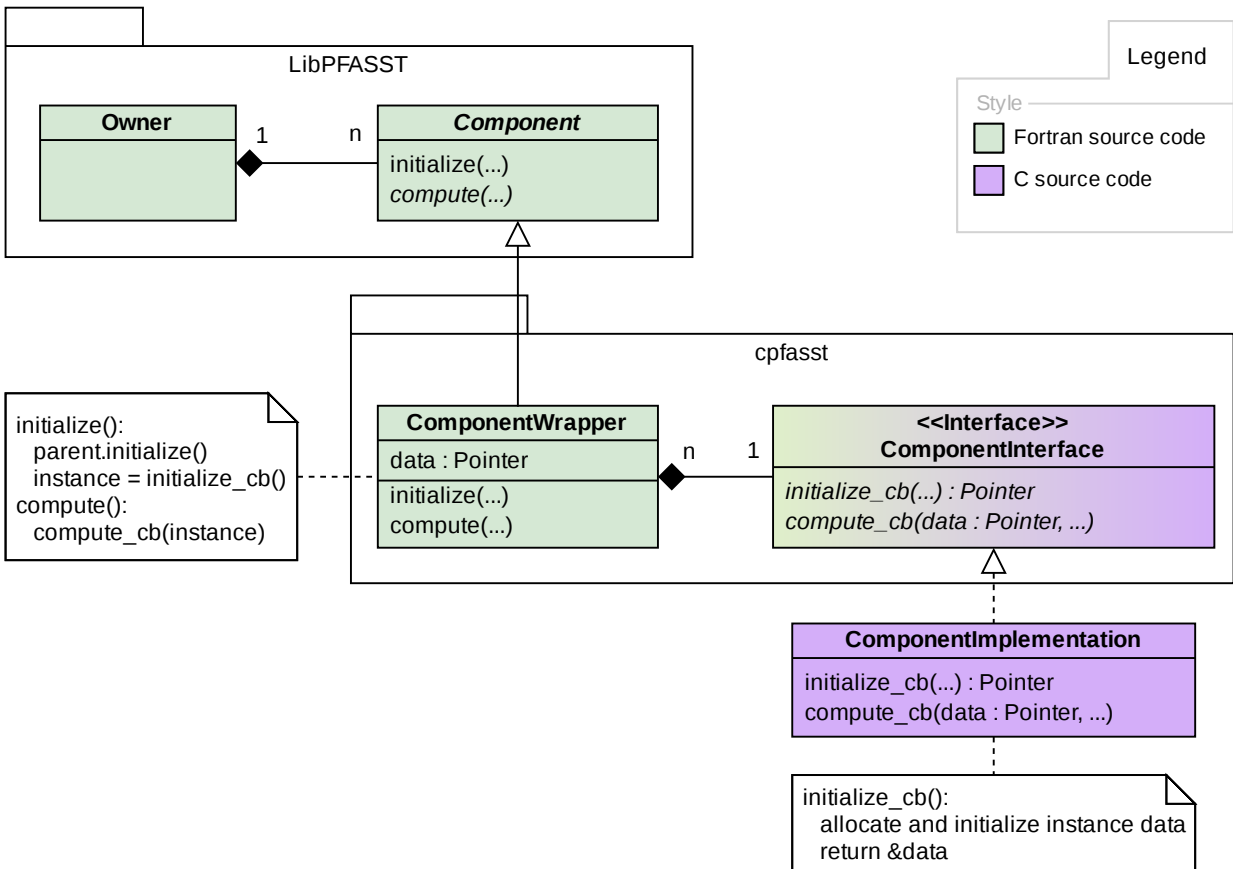 LibPFASST
Legend
Style
Fortran source code
C source code
Owner
1
n
Component
initialize(...)
compute(...)
cpfasst
initialize():
parent.initialize()
instance = initialize_cb()
compute():
compute_cb(instance)
ComponentWrapper
data : Pointer
initialize(...)
compute(...)
n
1
<<Interface>>
ComponentInterface
initialize_cb(...) : Pointer
compute_cb(data : Pointer, ...)
ComponentImplementation
initialize_cb(...) : Pointer
compute_cb(data : Pointer, ...)
initialize_cb():
allocate and initialize instance data
return &data